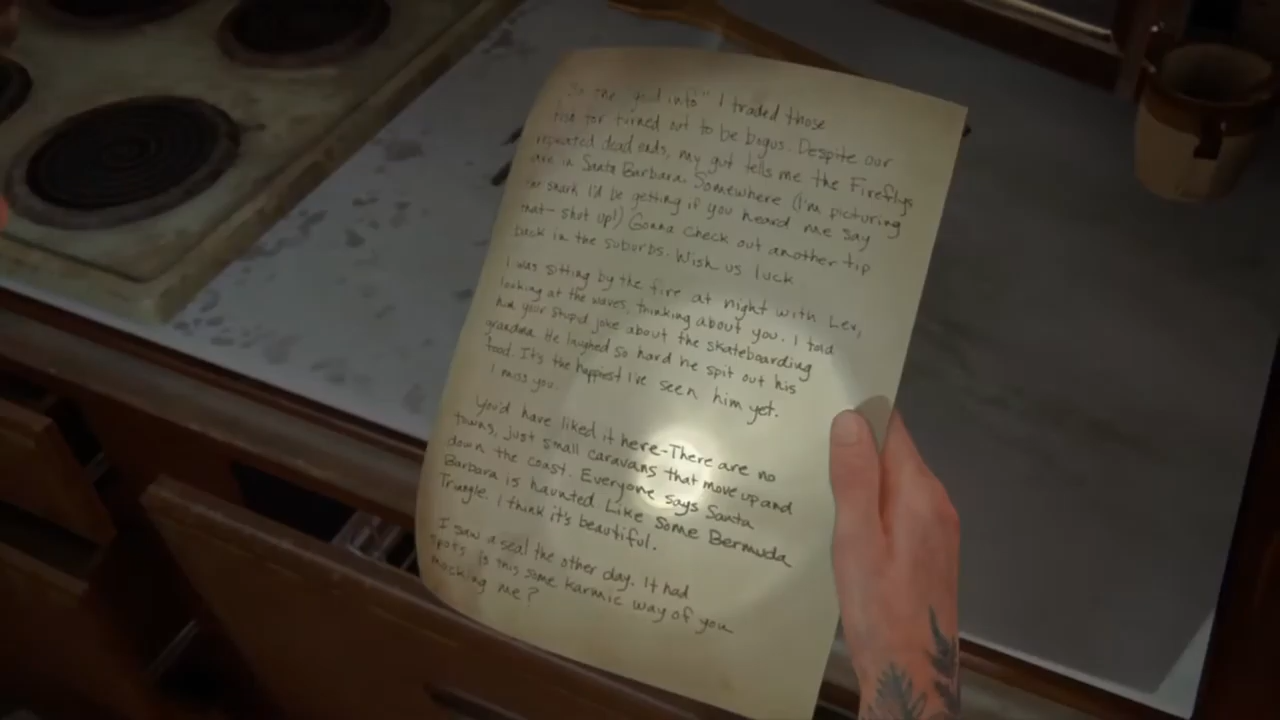 So the "good info" I traded those
fish for turned out to be bogus. Despite our
repeated dead ends, my gut tells me the Fireflys
are in Santa Barbara. Somewhere (I'm picturing
the snark I'd be getting if you heard me say
that- shut up!) Gonna check out another tip
back in the suburbs. Wish us luck
I was sitting by the fire at night with Lev,
looking at the waves, thinking about you. I told
him your stupid joke about the skateboarding
grandma. He laughed so hard he spit out his
food. It's the happiest I've seen him yet.
I miss you.
You'd have liked it here-There are no
towns, just small caravans that move up and
down the coast. Everyone says Santa
Barbara is haunted. Like some Bermuda
Triangle. I think it's beautiful.
I saw a seal the other day. It had
spots. Is this some karmic way of you
mocking me?